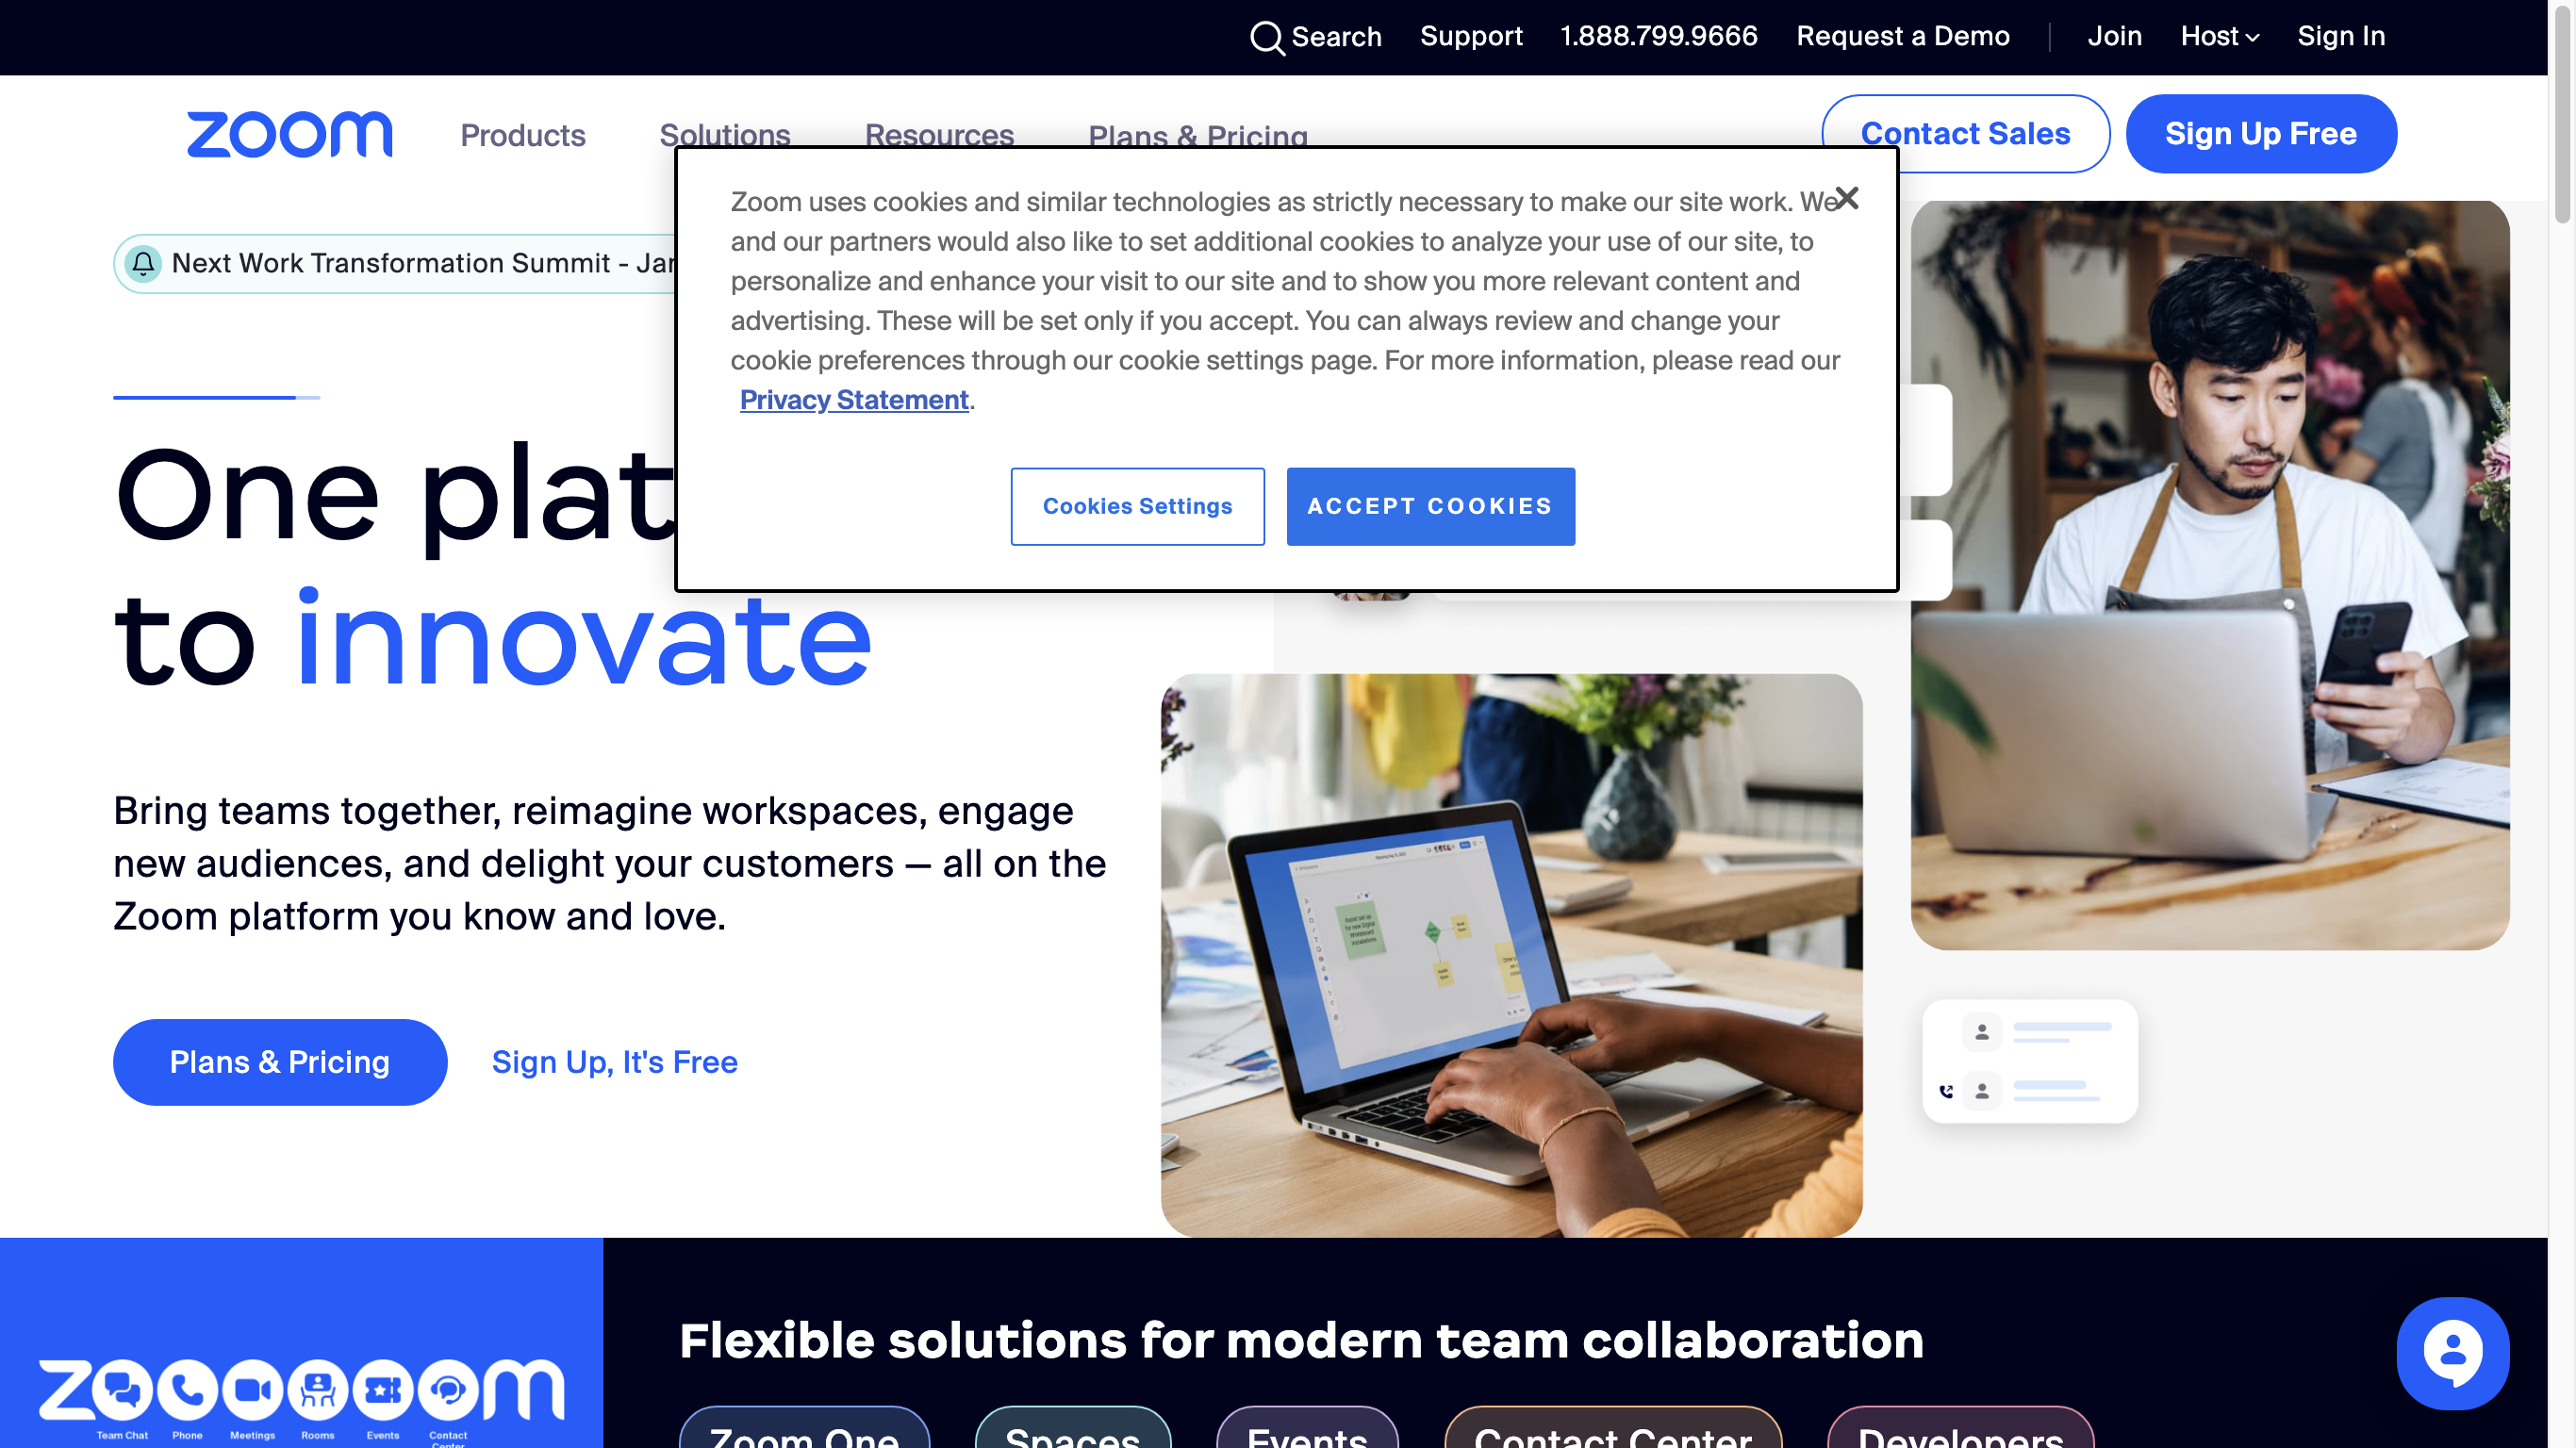 Search Support 1.888.799.9666 Request a Demo Join Host Sign In
zoom Products Solutions Resources Plans & Pricing Contact Sales Sign Up Free
Next Work Transformation Summit - Jan
Zoom uses cookies and similar technologies as strictly necessary to make our site work. We
and our partners would also like to set additional cookies to analyze your use of our site, to
personalize and enhance your visit to our site and to show you more relevant content and
advertising. These will be set only if you accept. You can always review and change your
cookie preferences through our cookie settings page. For more information, please read our
Privacy Statement.
Cookies Settings ACCEPT COOKIES
One plat
to innovate
Bring teams together, reimagine workspaces, engage
new audiences, and delight your customers — all on the
Zoom platform you know and love.
Plans & Pricing Sign Up, It's Free
Flexible solutions for modern team collaboration
zoooooom
Team Chat Phone Meetings Rooms Events Contact
Center
Zoom One Spaces Events Contact Center Developers